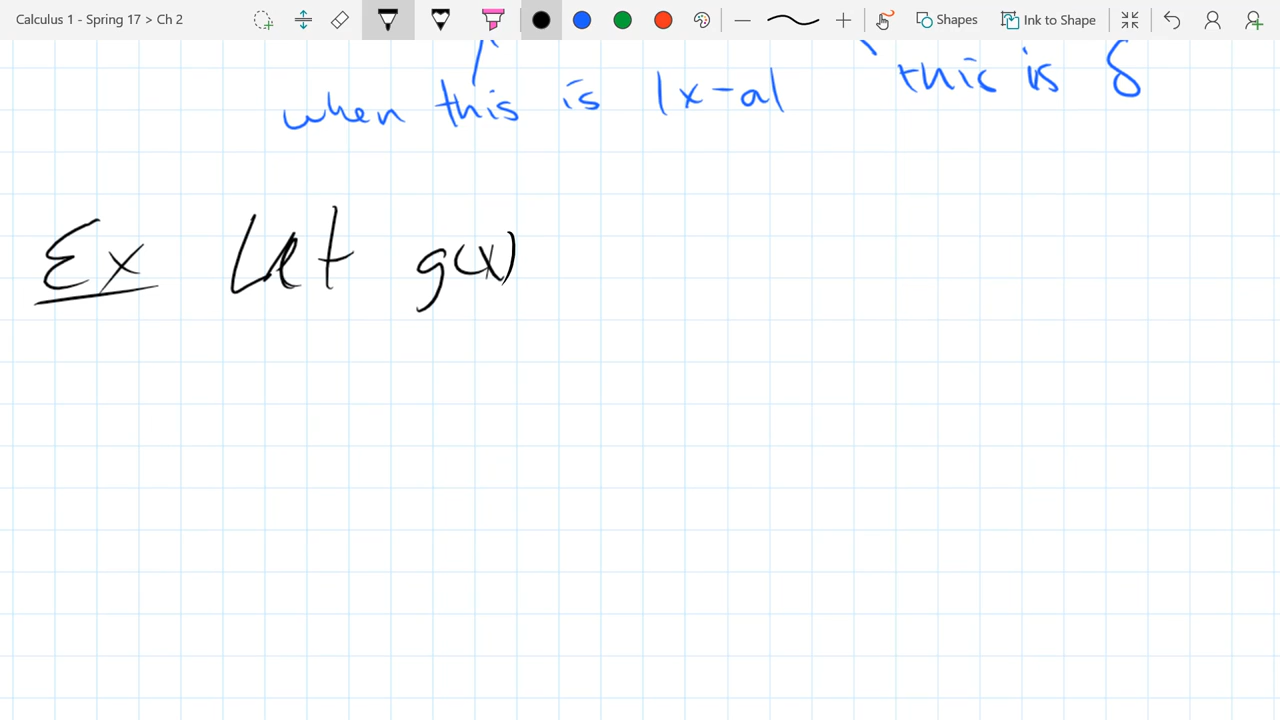 Calculus 1 - Spring 17 > Ch 2
Shapes
Ink to Shape
when this is |x-a|
this is δ
Ex Let g(x)